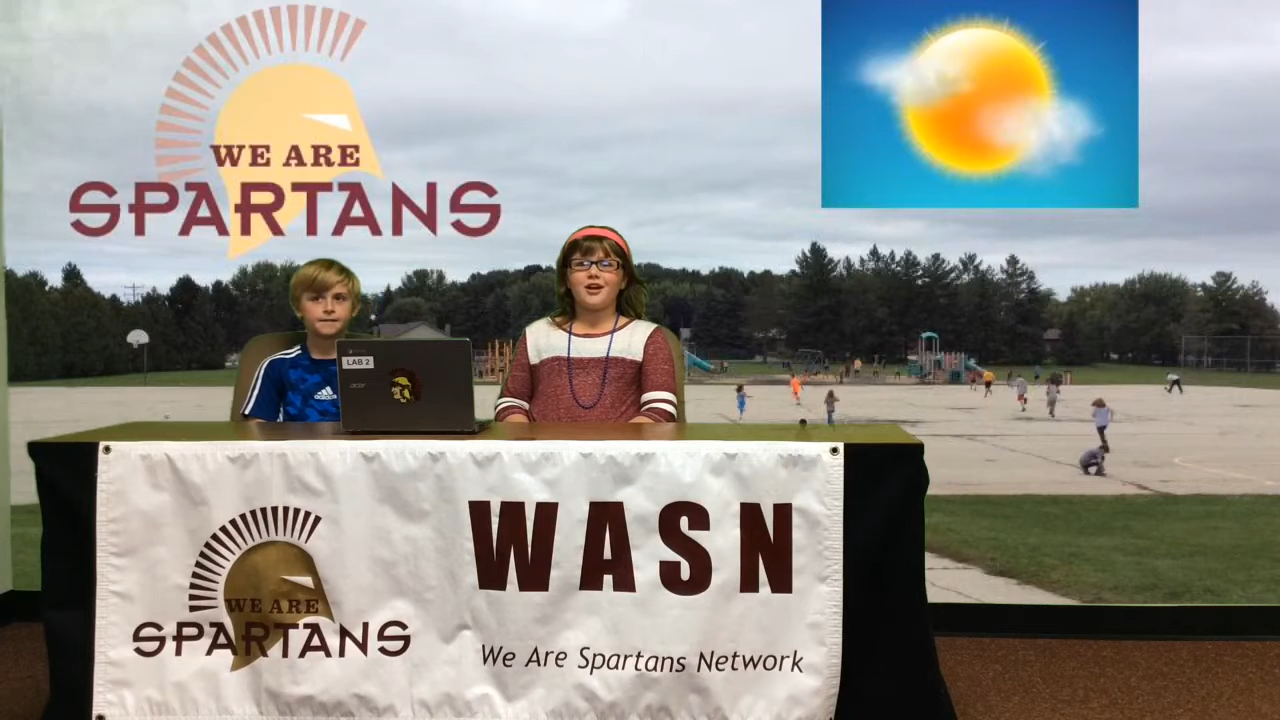 WE ARE
SPARTANS
LAB 2
acer
adidas
WASN
WE ARE
SPARTANS
We Are Spartans Network